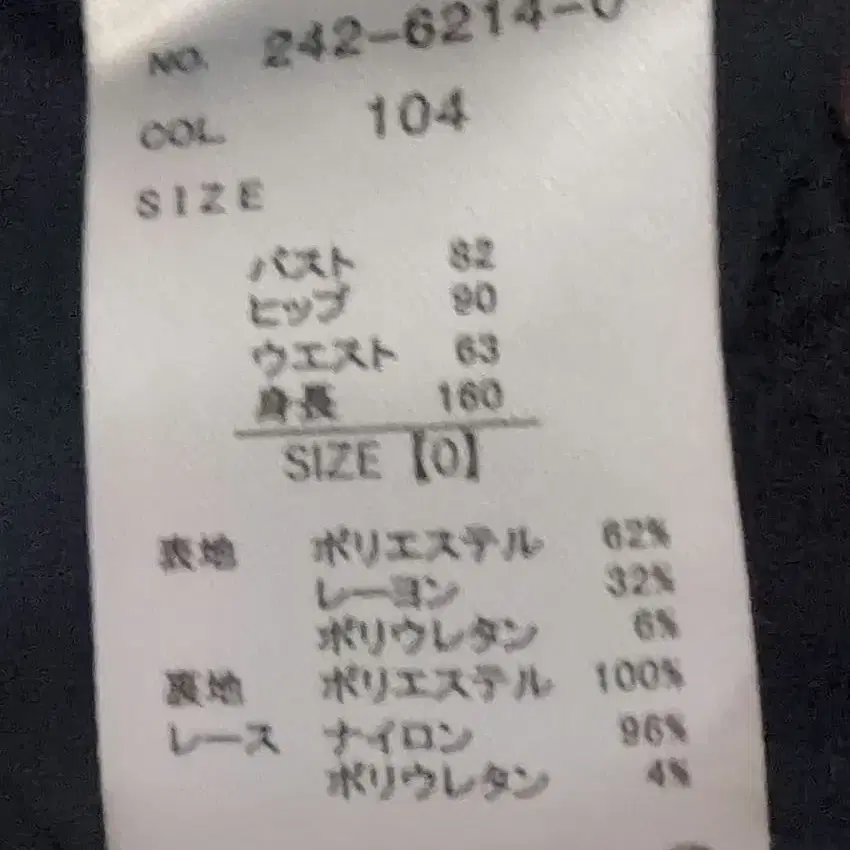 NO. 242-6214-0
COL. 104
SIZE
バスト 82
ヒップ 90
ウエスト 63
身長 160
SIZE【0】
表地 ポリエステル 62%
レーヨン 32%
ポリウレタン 6%
裏地 ポリエステル 100%
レース ナイロン 96%
ポリウレタン 4%